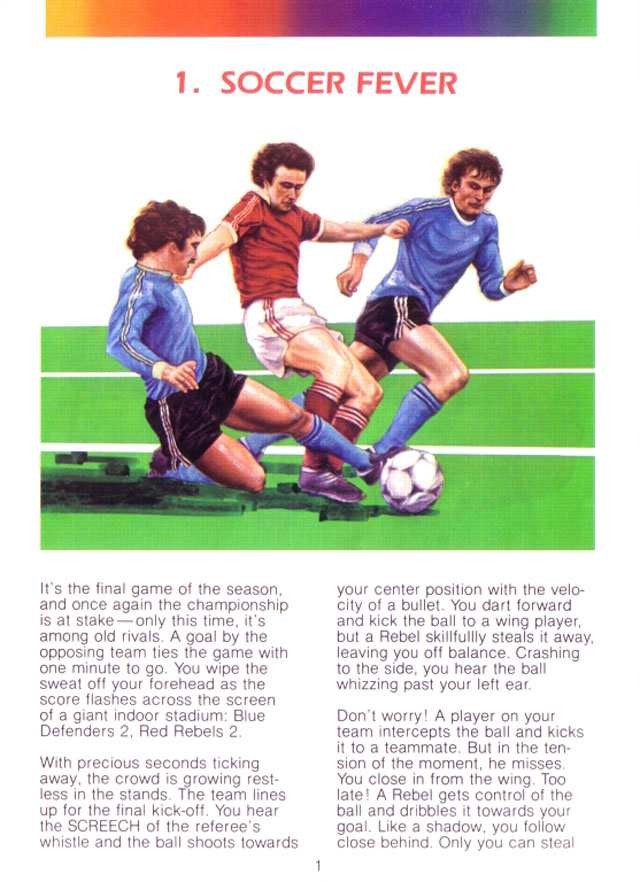 1. SOCCER FEVER
It's the final game of the season,
and once again the championship
is at stake—only this time, it's
among old rivals. A goal by the
opposing team ties the game with
one minute to go. You wipe the
sweat off your forehead as the
score flashes across the screen
of a giant indoor stadium: Blue
Defenders 2, Red Rebels 2.
With precious seconds ticking
away, the crowd is growing rest-
less in the stands. The team lines
up for the final kick-off. You hear
the SCREECH of the referee's
whistle and the ball shoots towards
your center position with the velo-
city of a bullet. You dart forward
and kick the ball to a wing player,
but a Rebel skillfullly steals it away,
leaving you off balance. Crashing
to the side, you hear the ball
whizzing past your left ear.
Don't worry! A player on your
team intercepts the ball and kicks
it to a teammate. But in the ten-
sion of the moment, he misses.
You close in from the wing. Too
late! A Rebel gets control of the
ball and dribbles it towards your
goal. Like a shadow, you follow
close behind. Only you can steal
1